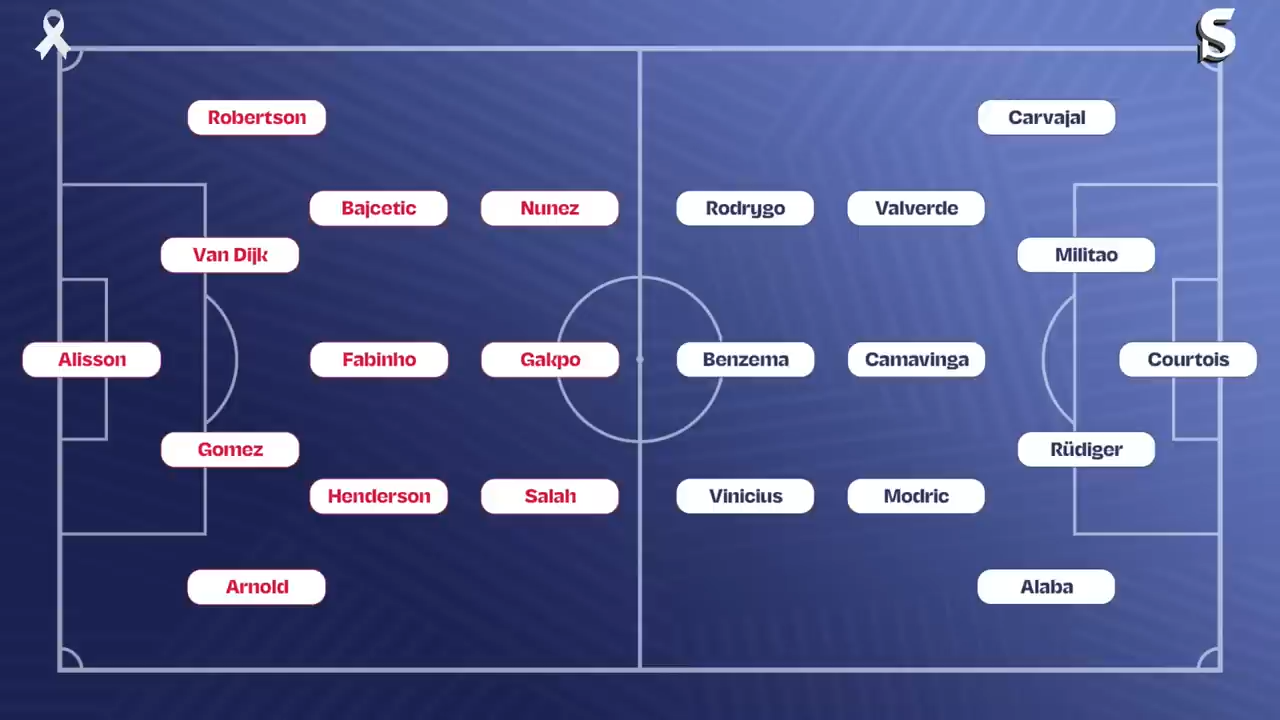 S
Robertson
Carvajal
Bajcetic
Nunez
Rodrygo
Valverde
Van Dijk
Militao
Alisson
Fabinho
Gakpo
Benzema
Camavinga
Courtois
Gomez
Rüdiger
Henderson
Salah
Vinicius
Modric
Arnold
Alaba